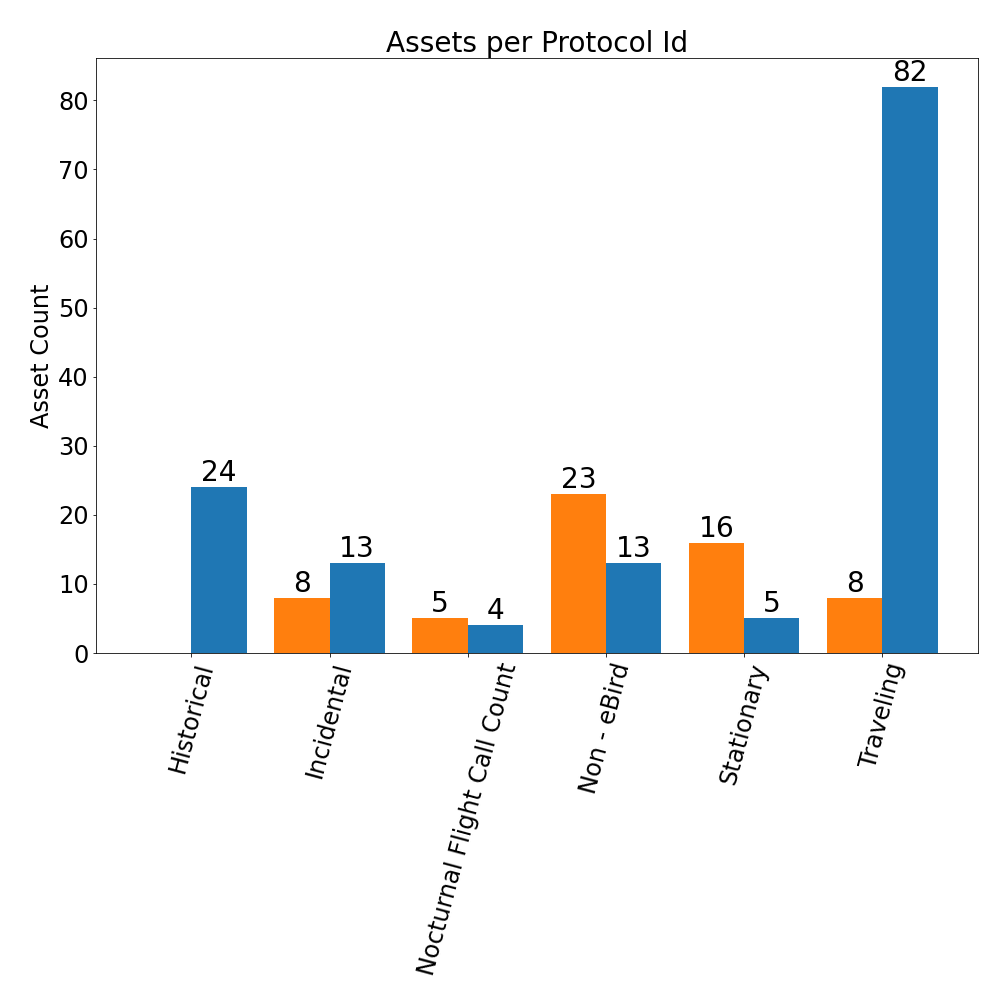 Assets per Protocol Id
Asset Count
80
70
60
50
40
30
20
10
0
24
8
13
5
4
23
13
16
5
8
82
Historical
Incidental
Nocturnal Flight Call Count
Non - eBird
Stationary
Traveling